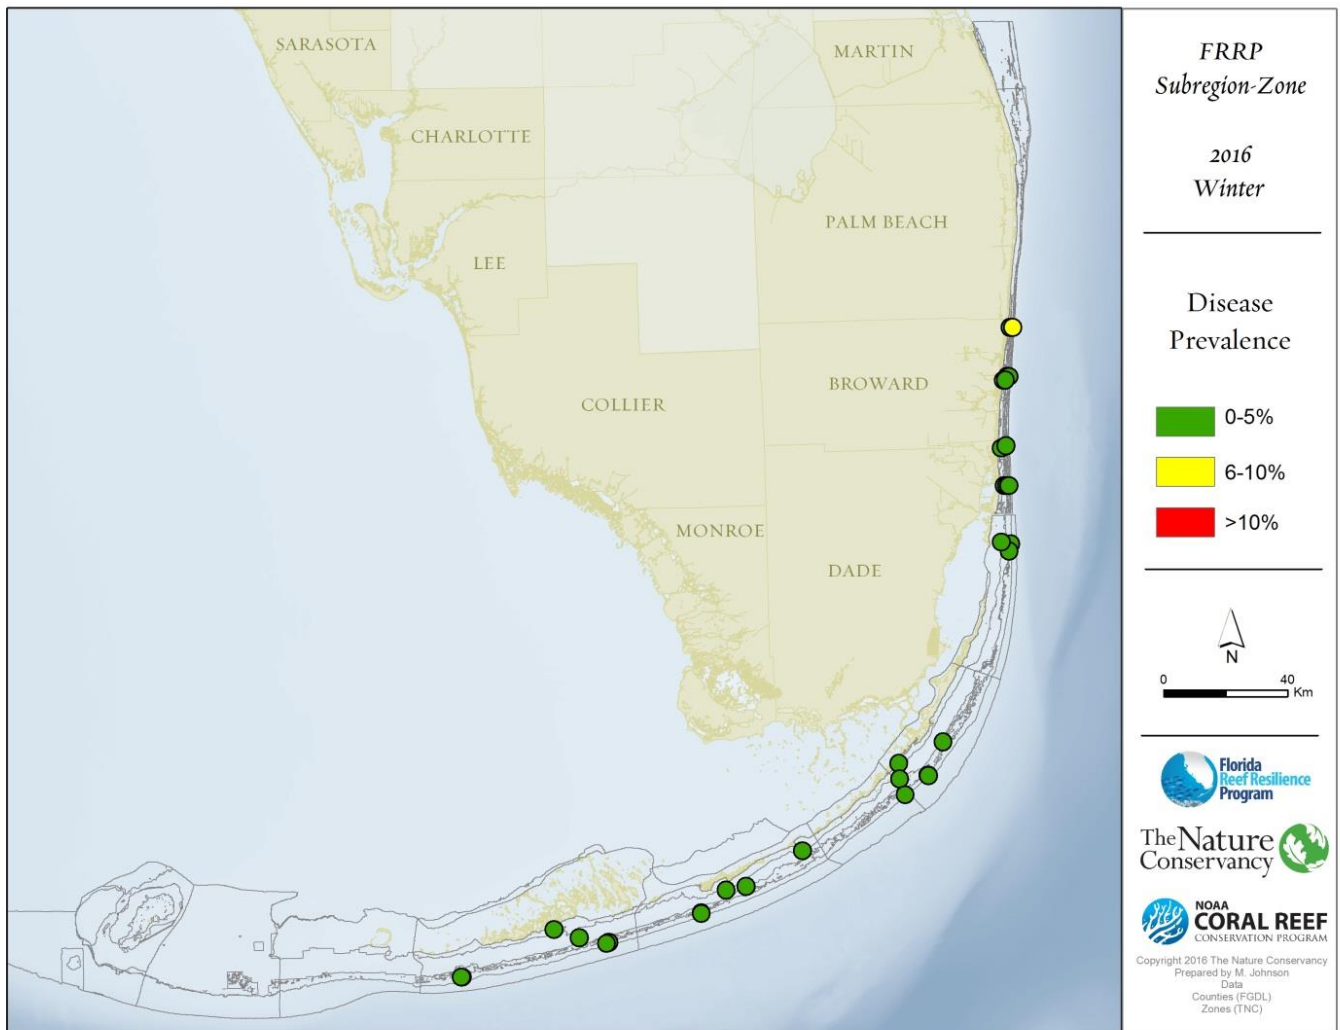 SARASOTA
MARTIN
CHARLOTTE
PALM BEACH
LEE
BROWARD
COLLIER
MONROE
DADE
FRRP
Subregion-Zone
2016
Winter
Disease
Prevalence
0-5%
6-10%
>10%
N
0 40
Km
Florida
Reef Resilience
Program
The Nature
Conservancy
NOAA
CORAL REEF
CONSERVATION PROGRAM
Copyright 2016 The Nature Conservancy
Prepared by M. Johnson
Data
Counties (FGDL)
Zones (TNC)